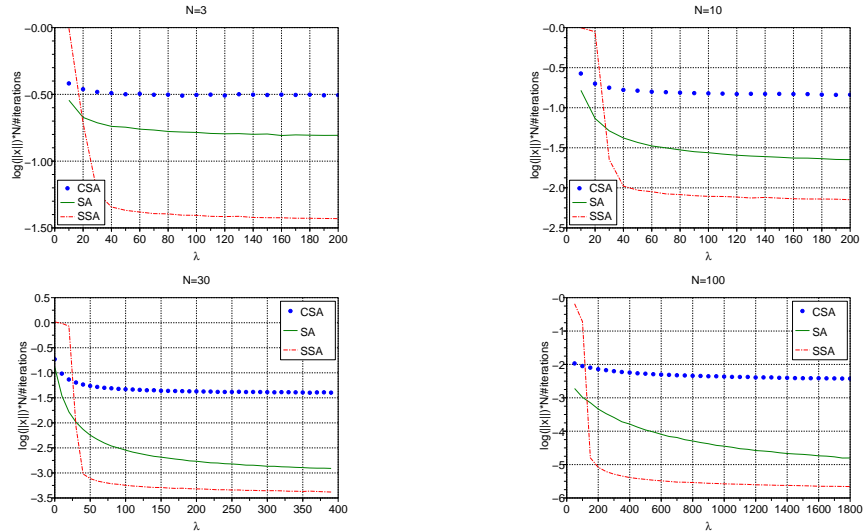 N=3
−0.00
−0.50
−1.00
−1.50
log(||x||)*N/#iterations
CSA
SA
SSA
0 20 40 60 80 100 120 140 160 180 200
λ
N=10
−0.0
−0.5
−1.0
−1.5
−2.0
−2.5
log(||x||)*N/#iterations
CSA
SA
SSA
0 20 40 60 80 100 120 140 160 180 200
λ
N=30
0.5
0.0
−0.5
−1.0
−1.5
−2.0
−2.5
−3.0
−3.5
log(||x||)*N/#iterations
CSA
SA
SSA
0 50 100 150 200 250 300 350 400
λ
N=100
−0
−1
−2
−3
−4
−5
−6
log(||x||)*N/#iterations
CSA
SA
SSA
0 200 400 600 800 1000 1200 1400 1600 1800
λ